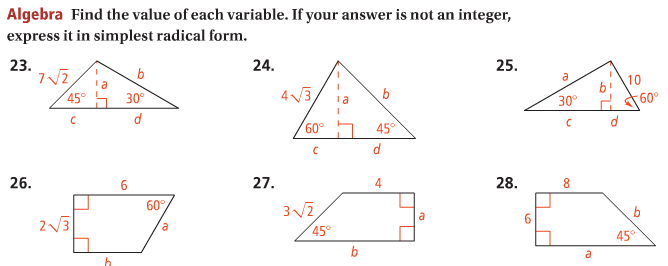 Algebra Find the value of each variable. If your answer is not an integer,
express it in simplest radical form.
23.
7√2
a
b
45°
30°
c
d
24.
4√3
a
b
60°
45°
c
d
25.
a
10
b
30°
60°
c
d
26.
6
60°
2√3
a
b
27.
4
3√2
a
45°
b
28.
8
6
b
45°
a